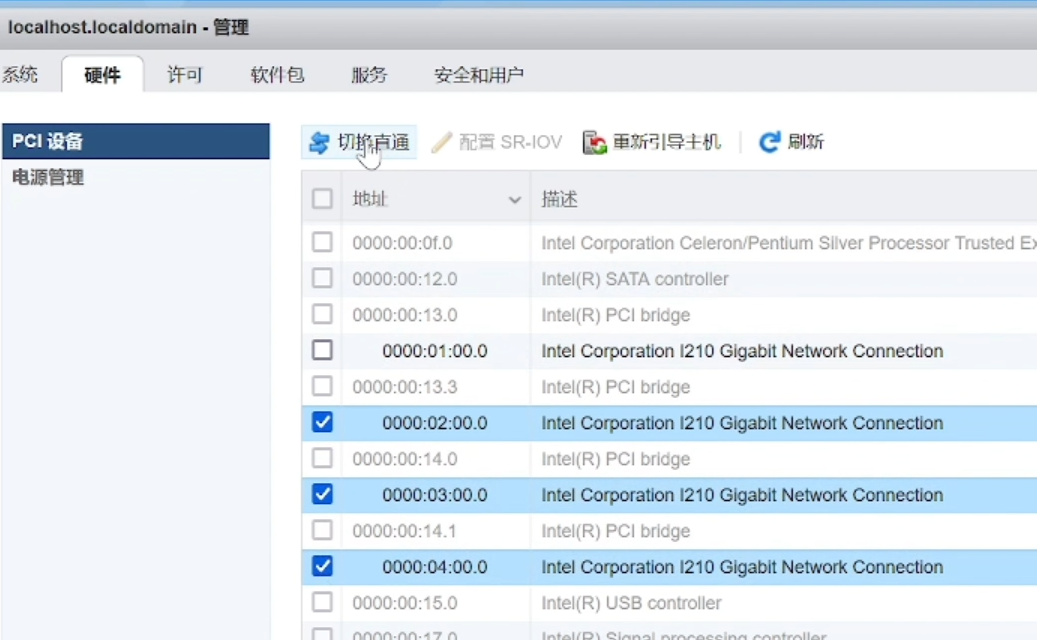 localhost.localdomain - 管理
系统 硬件 许可 软件包 服务 安全和用户
PCI 设备
电源管理
切换直通 配置 SR-IOV 重新引导主机 刷新
地址 描述
0000:00:0f.0 Intel Corporation Celeron/Pentium Silver Processor Trusted Ex
0000:00:12.0 Intel(R) SATA controller
0000:00:13.0 Intel(R) PCI bridge
0000:01:00.0 Intel Corporation I210 Gigabit Network Connection
0000:00:13.3 Intel(R) PCI bridge
0000:02:00.0 Intel Corporation I210 Gigabit Network Connection
0000:00:14.0 Intel(R) PCI bridge
0000:03:00.0 Intel Corporation I210 Gigabit Network Connection
0000:00:14.1 Intel(R) PCI bridge
0000:04:00.0 Intel Corporation I210 Gigabit Network Connection
0000:00:15.0 Intel(R) USB controller
0000:00:17.0 Intel(R) Signal processing controller